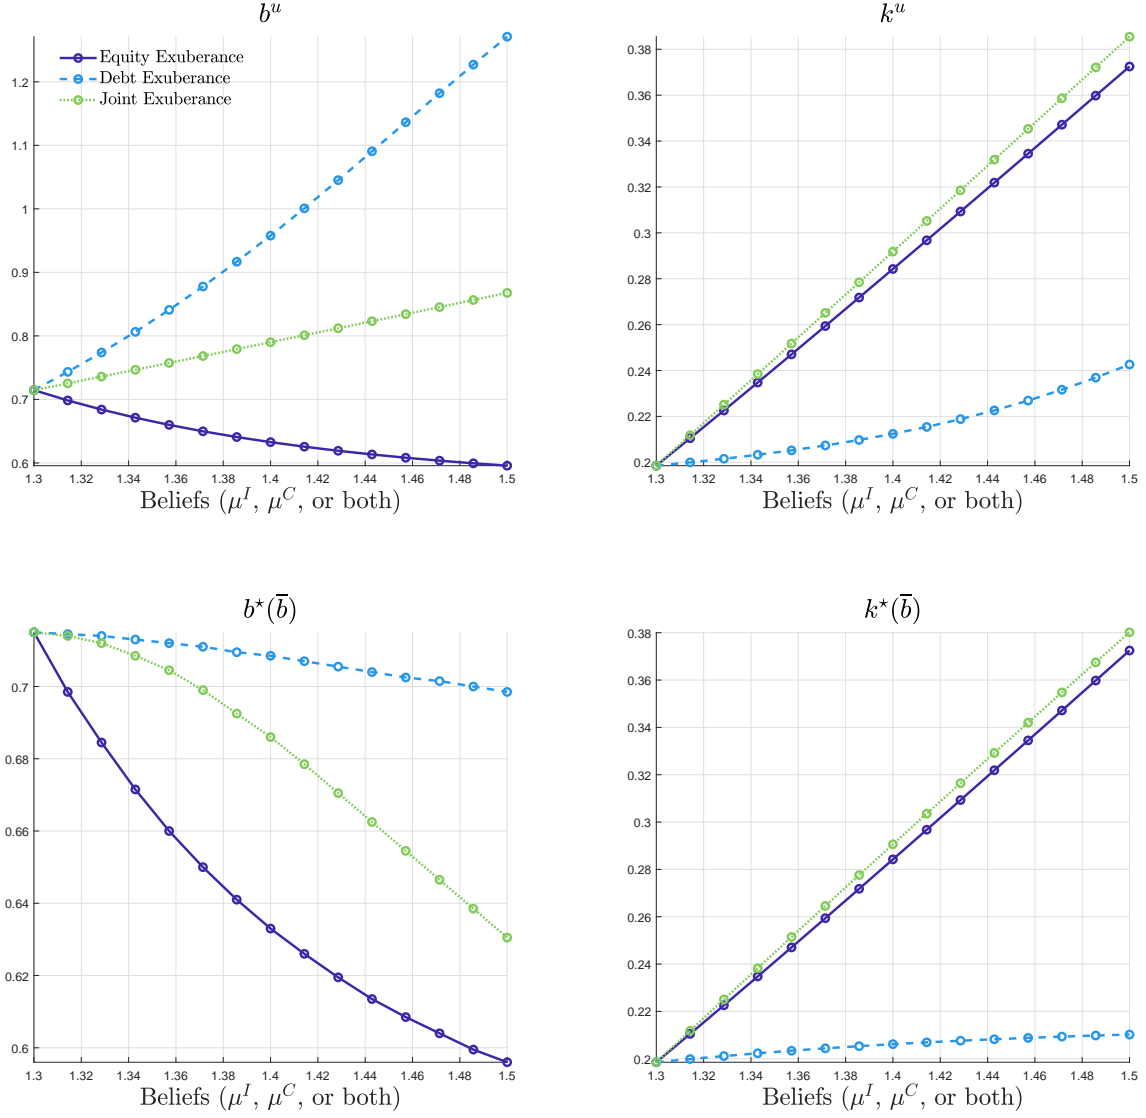 b^u
1.2
1.1
1
0.9
0.8
0.7
0.6
Equity Exuberance
Debt Exuberance
Joint Exuberance
1.3 1.32 1.34 1.36 1.38 1.4 1.42 1.44 1.46 1.48 1.5
Beliefs (μ^I, μ^C, or both)
k^u
0.38
0.36
0.34
0.32
0.3
0.28
0.26
0.24
0.22
0.2
1.3 1.32 1.34 1.36 1.38 1.4 1.42 1.44 1.46 1.48 1.5
Beliefs (μ^I, μ^C, or both)
b^⋆(b̅)
0.7
0.68
0.66
0.64
0.62
0.6
1.3 1.32 1.34 1.36 1.38 1.4 1.42 1.44 1.46 1.48 1.5
Beliefs (μ^I, μ^C, or both)
k^⋆(b̅)
0.38
0.36
0.34
0.32
0.3
0.28
0.26
0.24
0.22
0.2
1.3 1.32 1.34 1.36 1.38 1.4 1.42 1.44 1.46 1.48 1.5
Beliefs (μ^I, μ^C, or both)